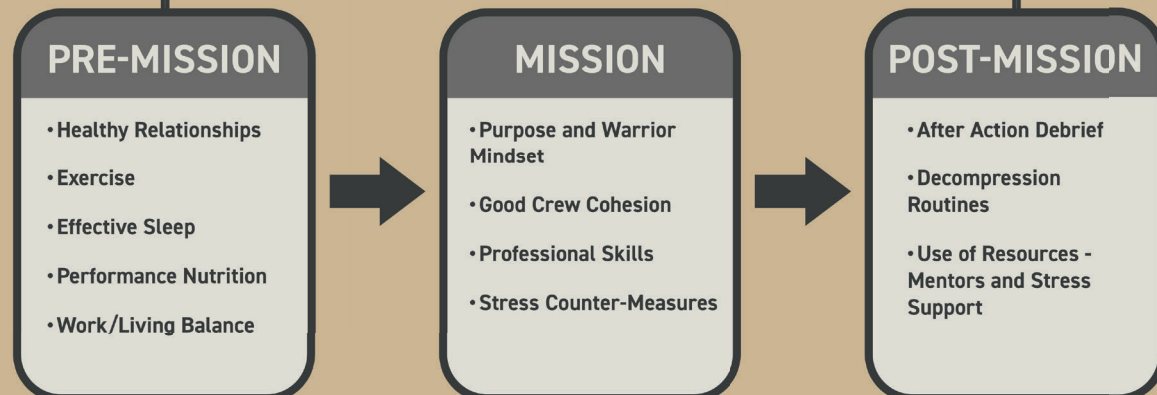 PRE-MISSION
•Healthy Relationships
•Exercise
•Effective Sleep
•Performance Nutrition
•Work/Living Balance
MISSION
•Purpose and Warrior
Mindset
•Good Crew Cohesion
•Professional Skills
•Stress Counter-Measures
POST-MISSION
•After Action Debrief
•Decompression
Routines
•Use of Resources -
Mentors and Stress
Support